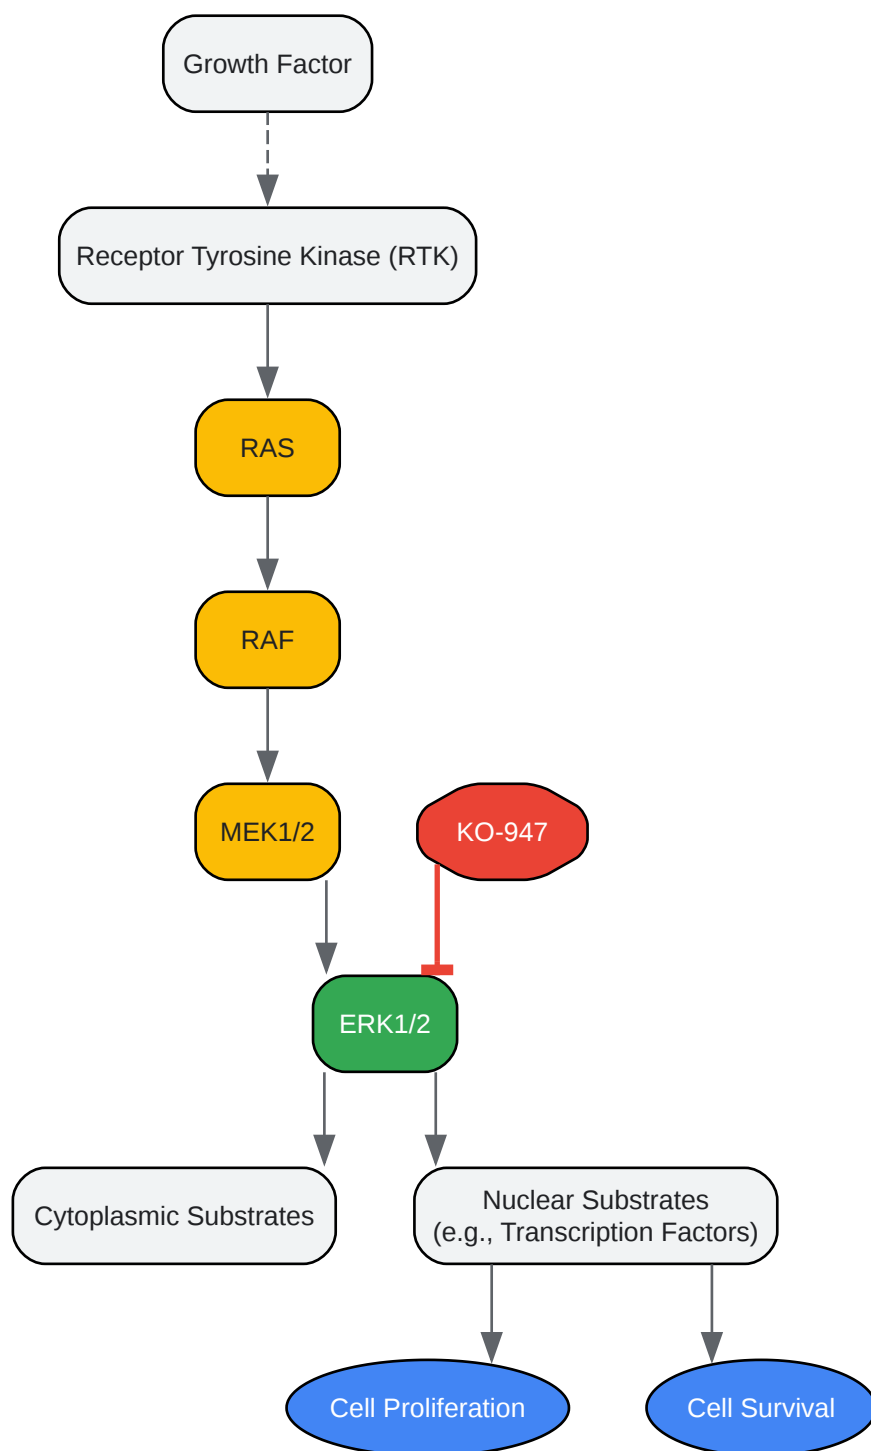 Growth Factor
Receptor Tyrosine Kinase (RTK)
RAS
RAF
MEK1/2
KO-947
ERK1/2
Cytoplasmic Substrates
Nuclear Substrates
(e.g., Transcription Factors)
Cell Proliferation
Cell Survival